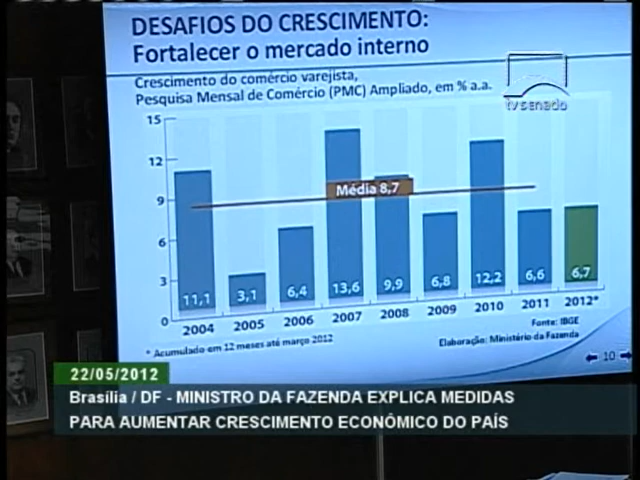 DESAFIOS DO CRESCIMENTO:
Fortalecer o mercado interno
Crescimento do comércio varejista,
Pesquisa Mensal de Comércio (PMC) Ampliado, em % a.a.
tv senado
15
12
9
6
3
0
Média 8,7
11,1
3,1
6,4
13,6
9,9
6,8
12,2
6,6
6,7
2004
2005
2006
2007
2008
2009
2010
2011
2012*
* Acumulado em 12 meses até março 2012
Fonte: IBGE
Elaboração: Ministério da Fazenda
10
22/05/2012
Brasília / DF - MINISTRO DA FAZENDA EXPLICA MEDIDAS
PARA AUMENTAR CRESCIMENTO ECONÔMICO DO PAÍS